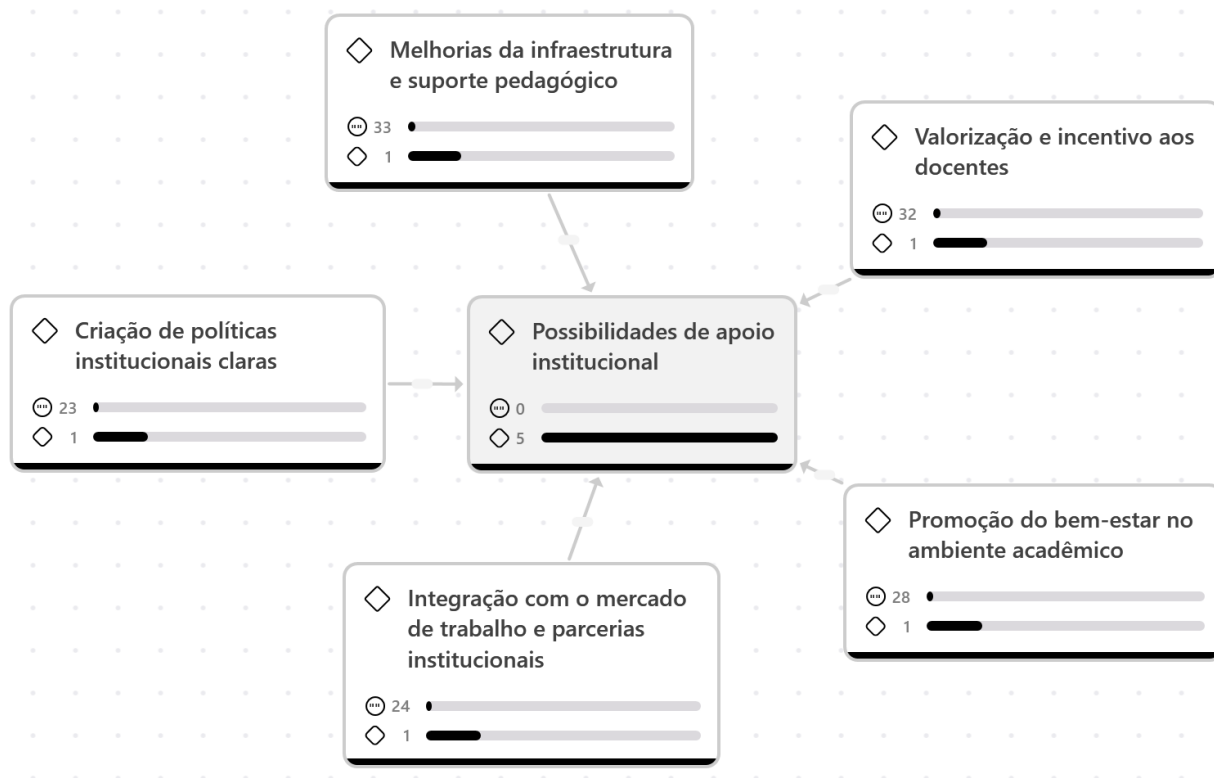 Melhorias da infraestrutura
e suporte pedagógico
33
1
Valorização e incentivo aos
docentes
32
1
Criação de políticas
institucionais claras
23
1
Possibilidades de apoio
institucional
0
5
Promoção do bem-estar no
ambiente acadêmico
28
1
Integração com o mercado
de trabalho e parcerias
institucionais
24
1